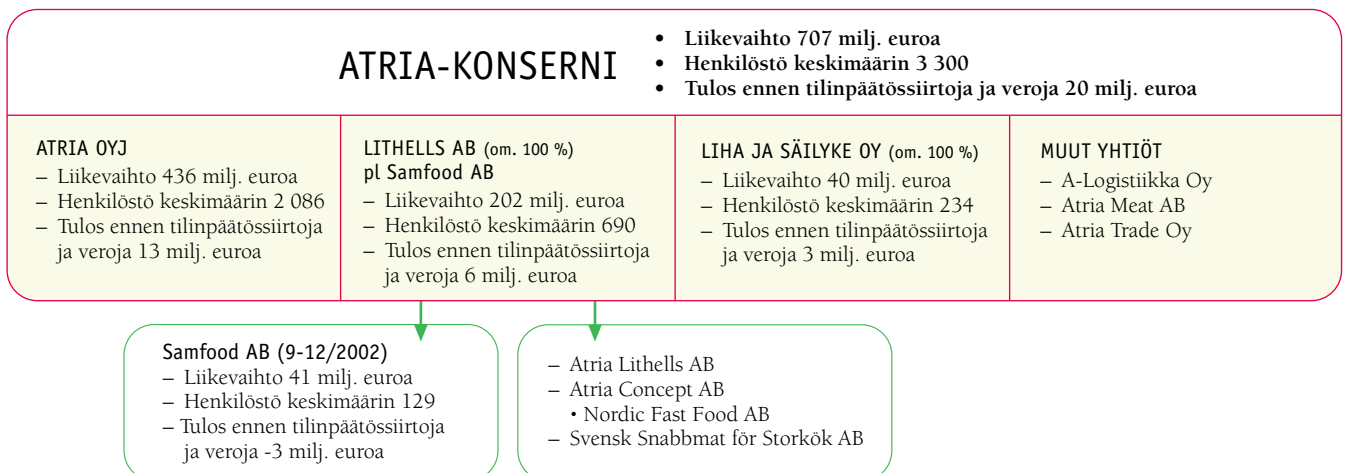 ATRIA-KONSERNI
• Liikevaihto 707 milj. euroa
• Henkilöstö keskimäärin 3 300
• Tulos ennen tilinpäätössiirtoja ja veroja 20 milj. euroa
ATRIA OYJ
– Liikevaihto 436 milj. euroa
– Henkilöstö keskimäärin 2 086
– Tulos ennen tilinpäätössiirtoja
ja veroja 13 milj. euroa
LITHELLS AB (om. 100 %)
pl Samfood AB
– Liikevaihto 202 milj. euroa
– Henkilöstö keskimäärin 690
– Tulos ennen tilinpäätössiirtoja
ja veroja 6 milj. euroa
LIHA JA SÄILYKE OY (om. 100 %)
– Liikevaihto 40 milj. euroa
– Henkilöstö keskimäärin 234
– Tulos ennen tilinpäätössiirtoja
ja veroja 3 milj. euroa
MUUT YHTIÖT
– A-Logistiikka Oy
– Atria Meat AB
– Atria Trade Oy
Samfood AB (9-12/2002)
– Liikevaihto 41 milj. euroa
– Henkilöstö keskimäärin 129
– Tulos ennen tilinpäätössiirtoja
ja veroja -3 milj. euroa
– Atria Lithells AB
– Atria Concept AB
• Nordic Fast Food AB
– Svensk Snabbmat för Storkök AB